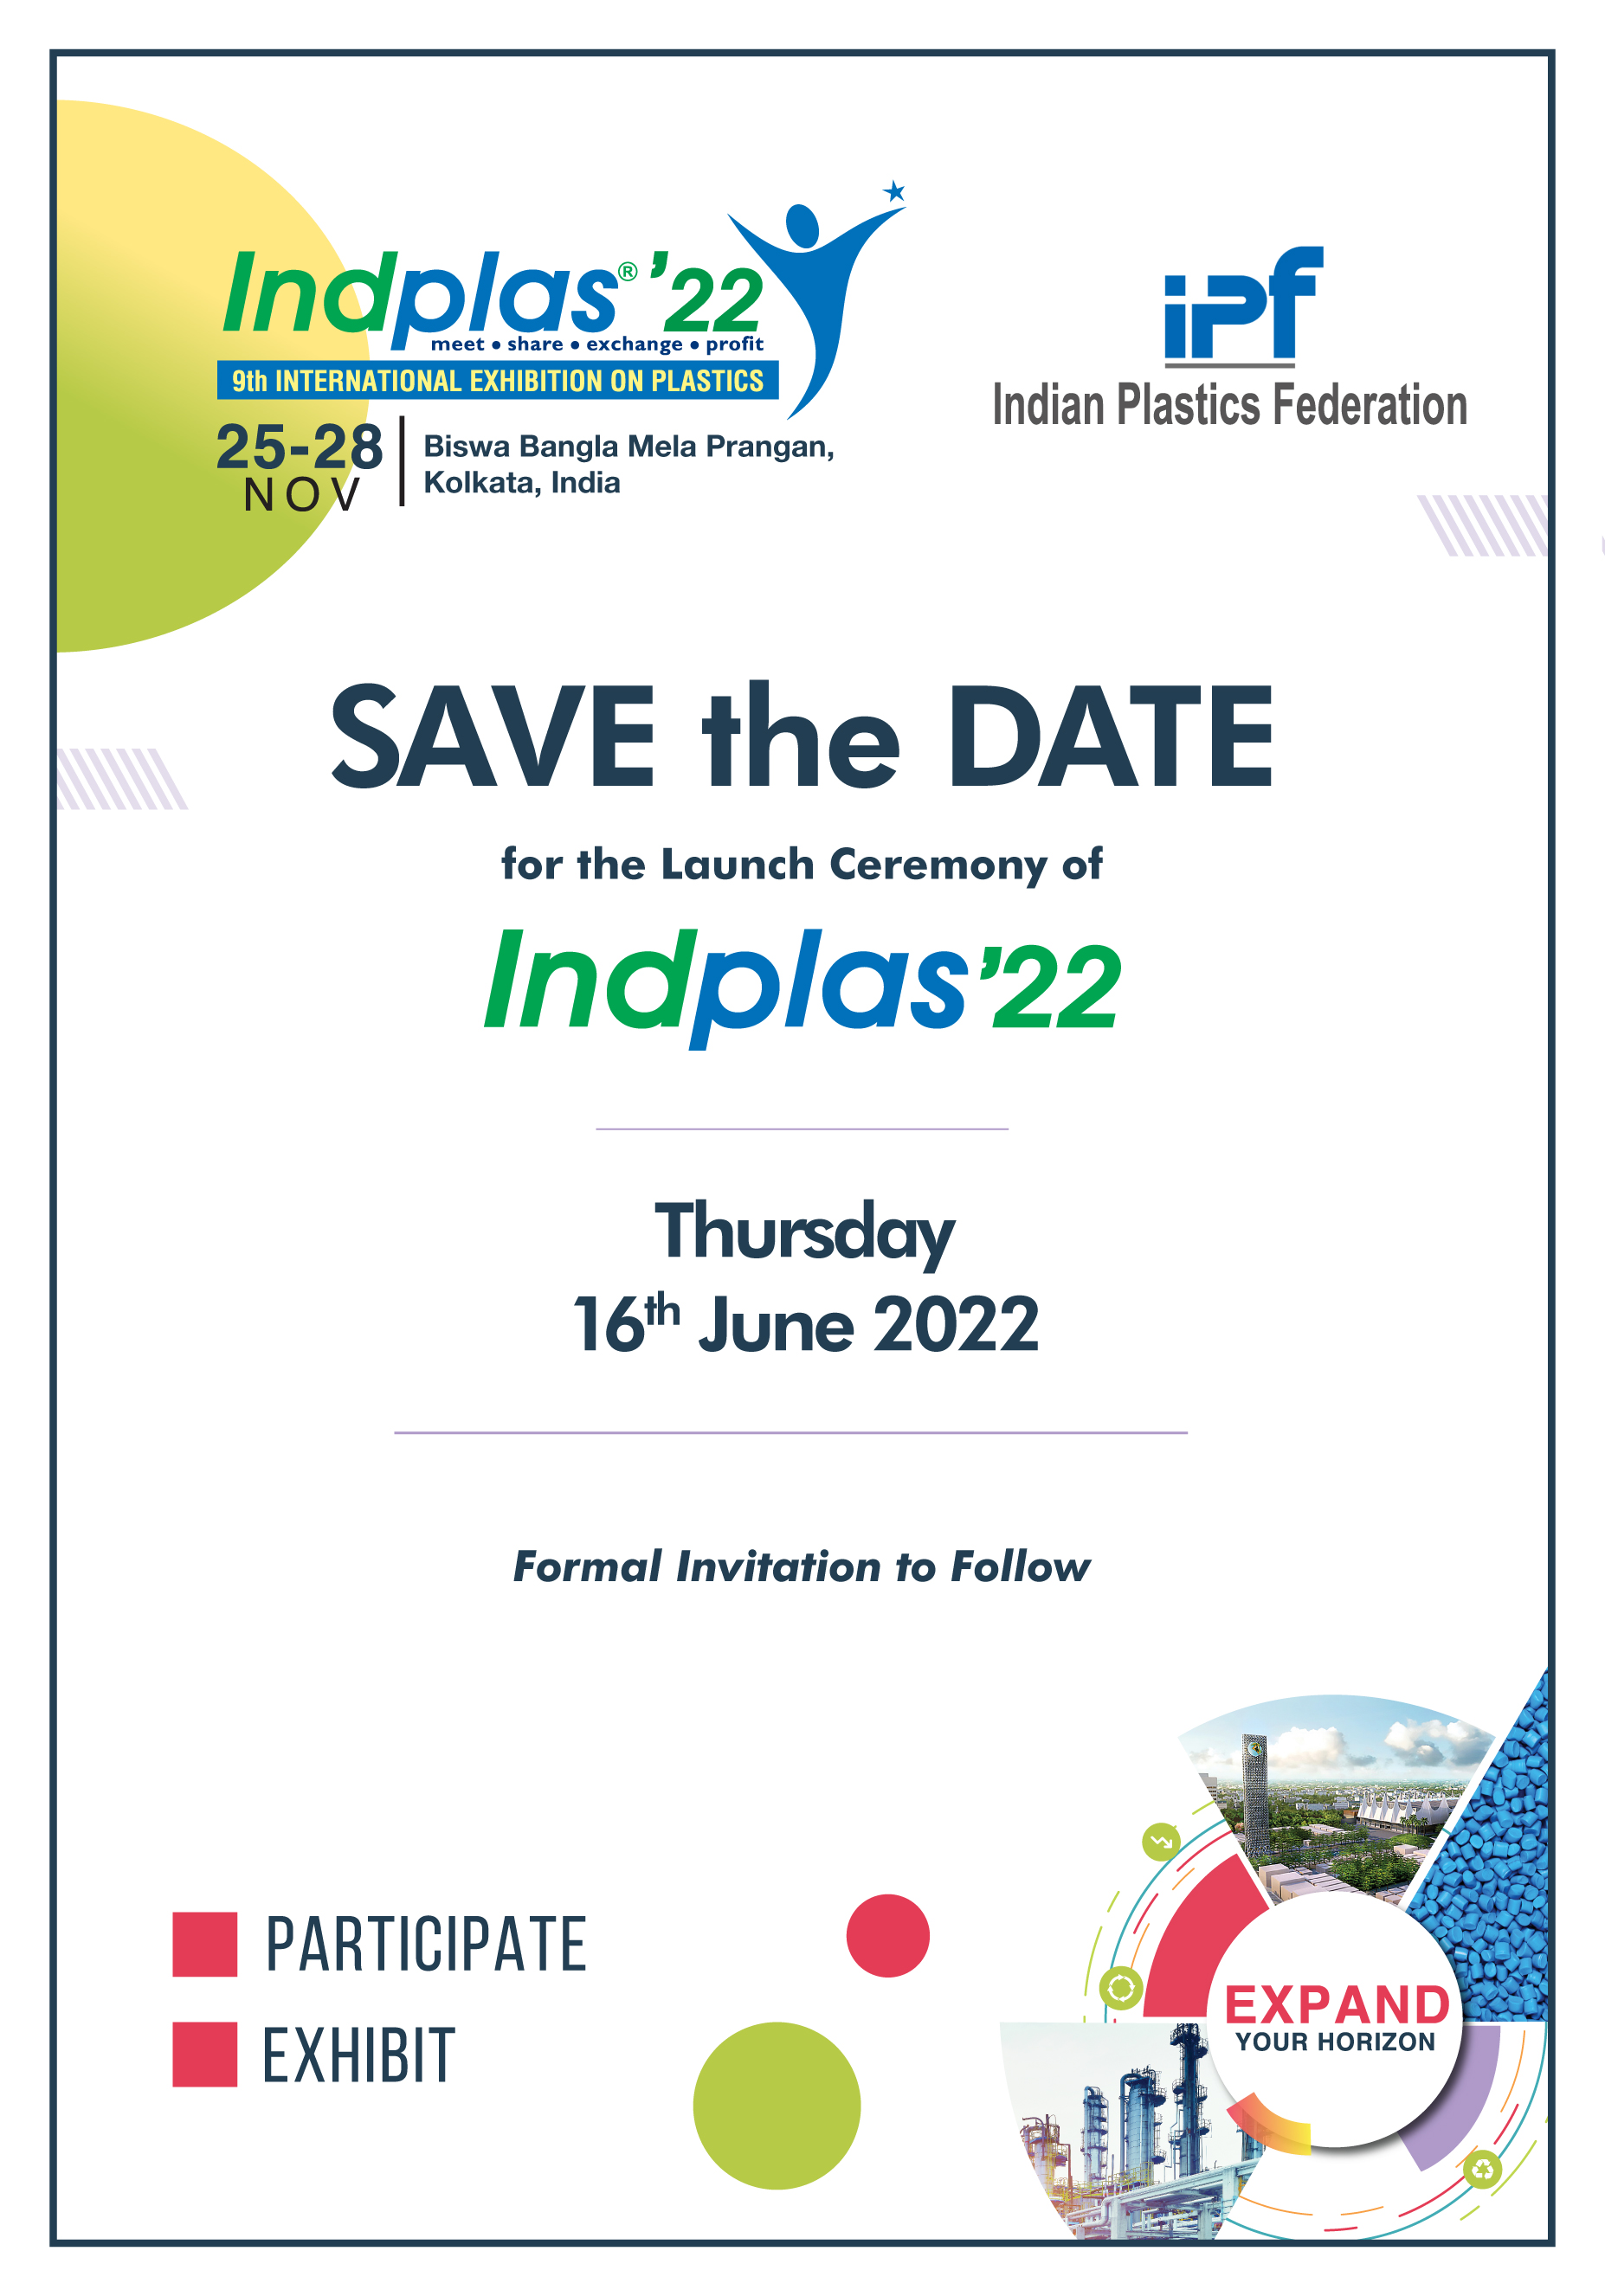 Indplas® '22
meet • share • exchange • profit
9th INTERNATIONAL EXHIBITION ON PLASTICS
25-28
NOV
Biswa Bangla Mela Prangan,
Kolkata, India
ipf
Indian Plastics Federation
SAVE the DATE
for the Launch Ceremony of
Indplas'22
Thursday
16th June 2022
Formal Invitation to Follow
PARTICIPATE
EXHIBIT
EXPAND
YOUR HORIZON